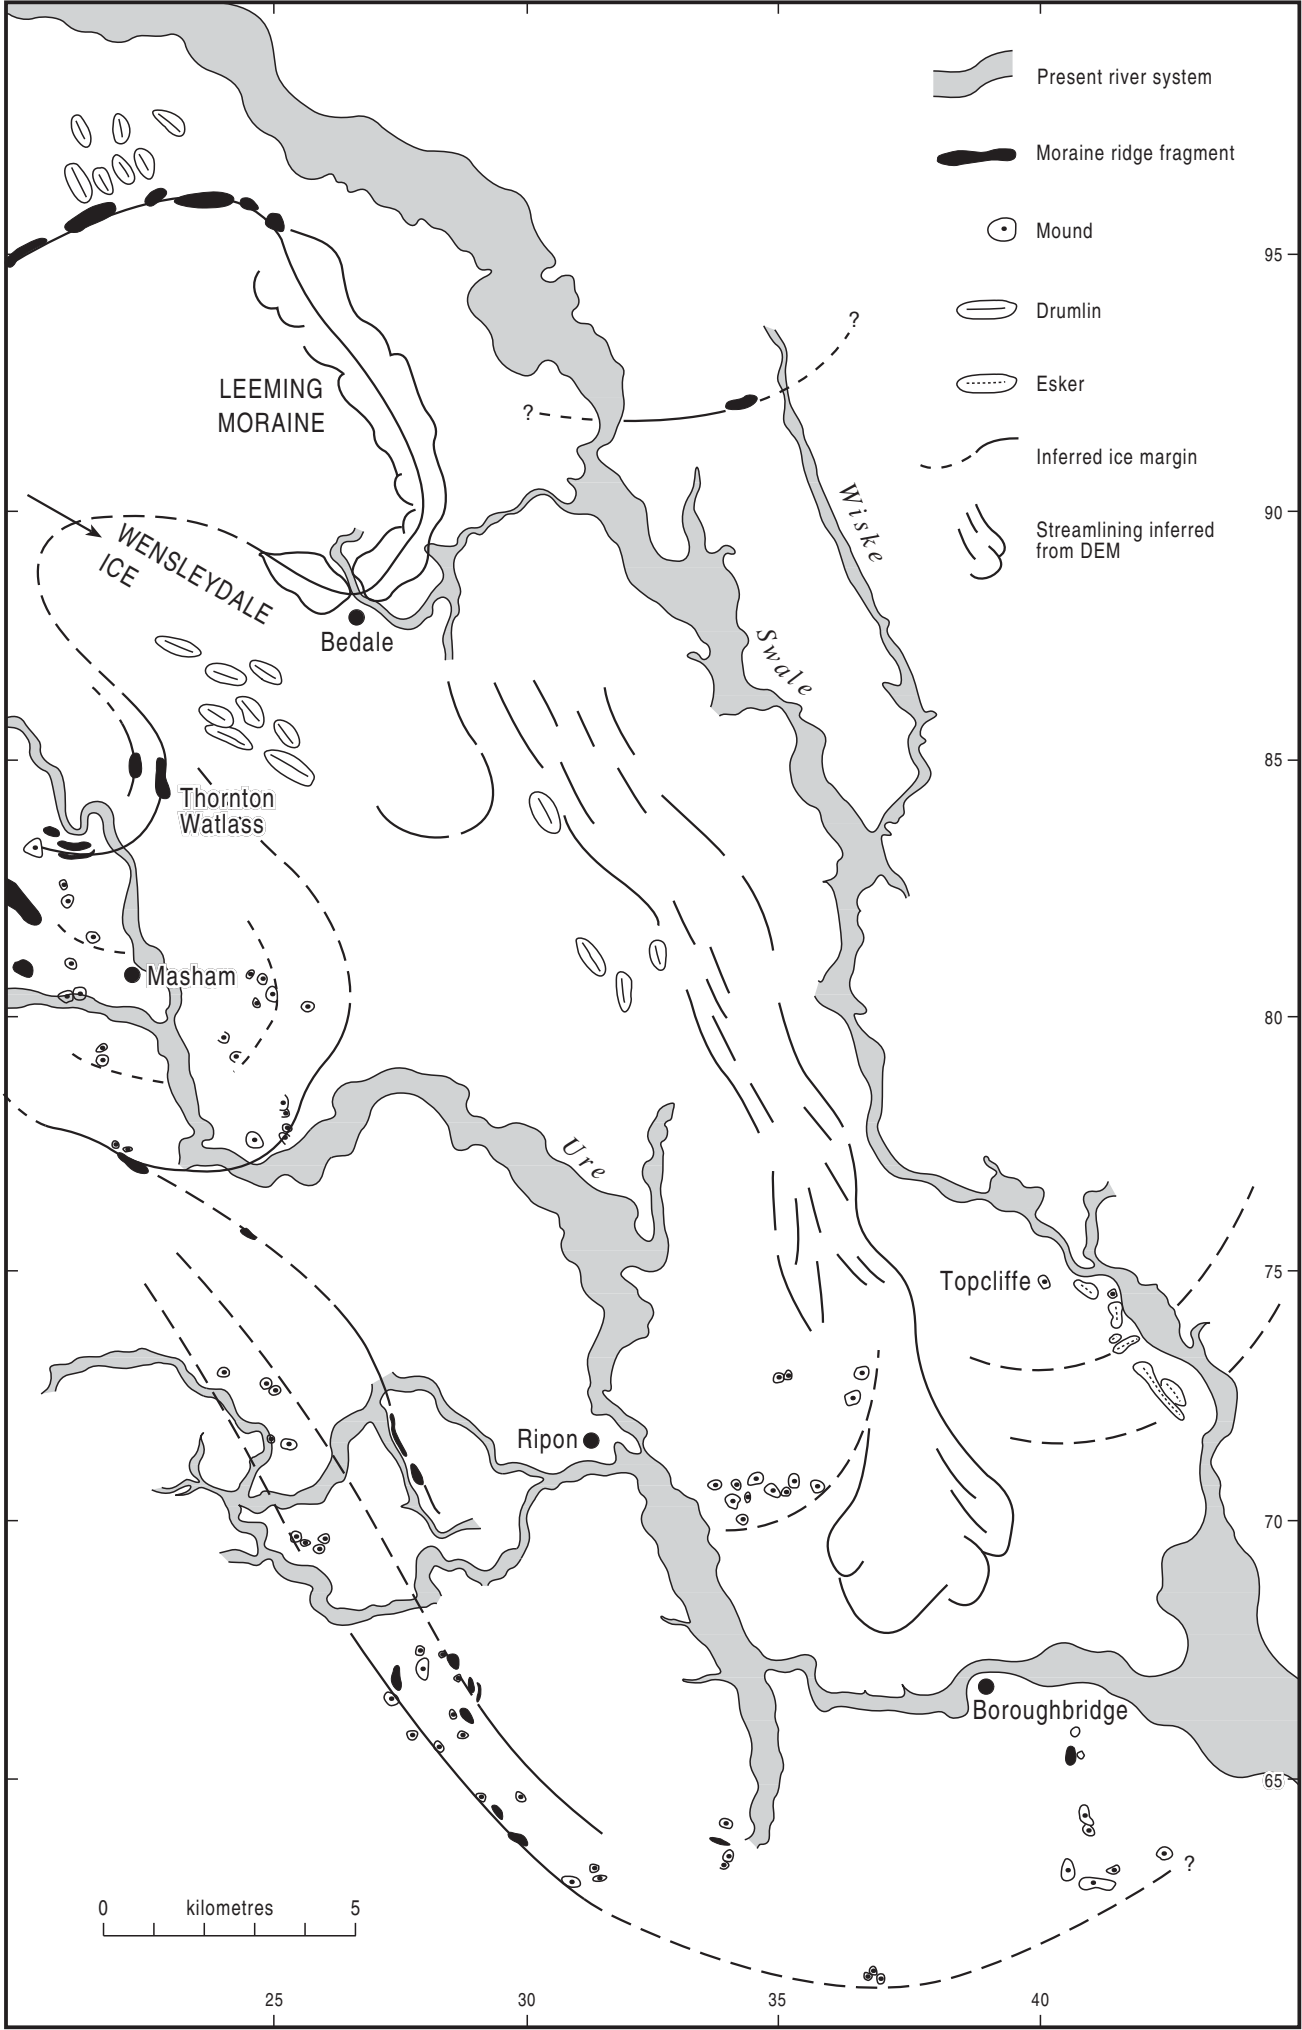 Present river system
Moraine ridge fragment
Mound
95
Drumlin
?
LEEMING
MORAINE
Esker
?
Inferred ice margin
Wiske
90
WENSLEYDALE
ICE
Streamlining inferred
from DEM
Bedale
Swale
85
Thornton
Watlass
Masham
80
Ure
Topcliffe
75
Ripon
70
Boroughbridge
65
?
0 kilometres 5
25 30 35 40